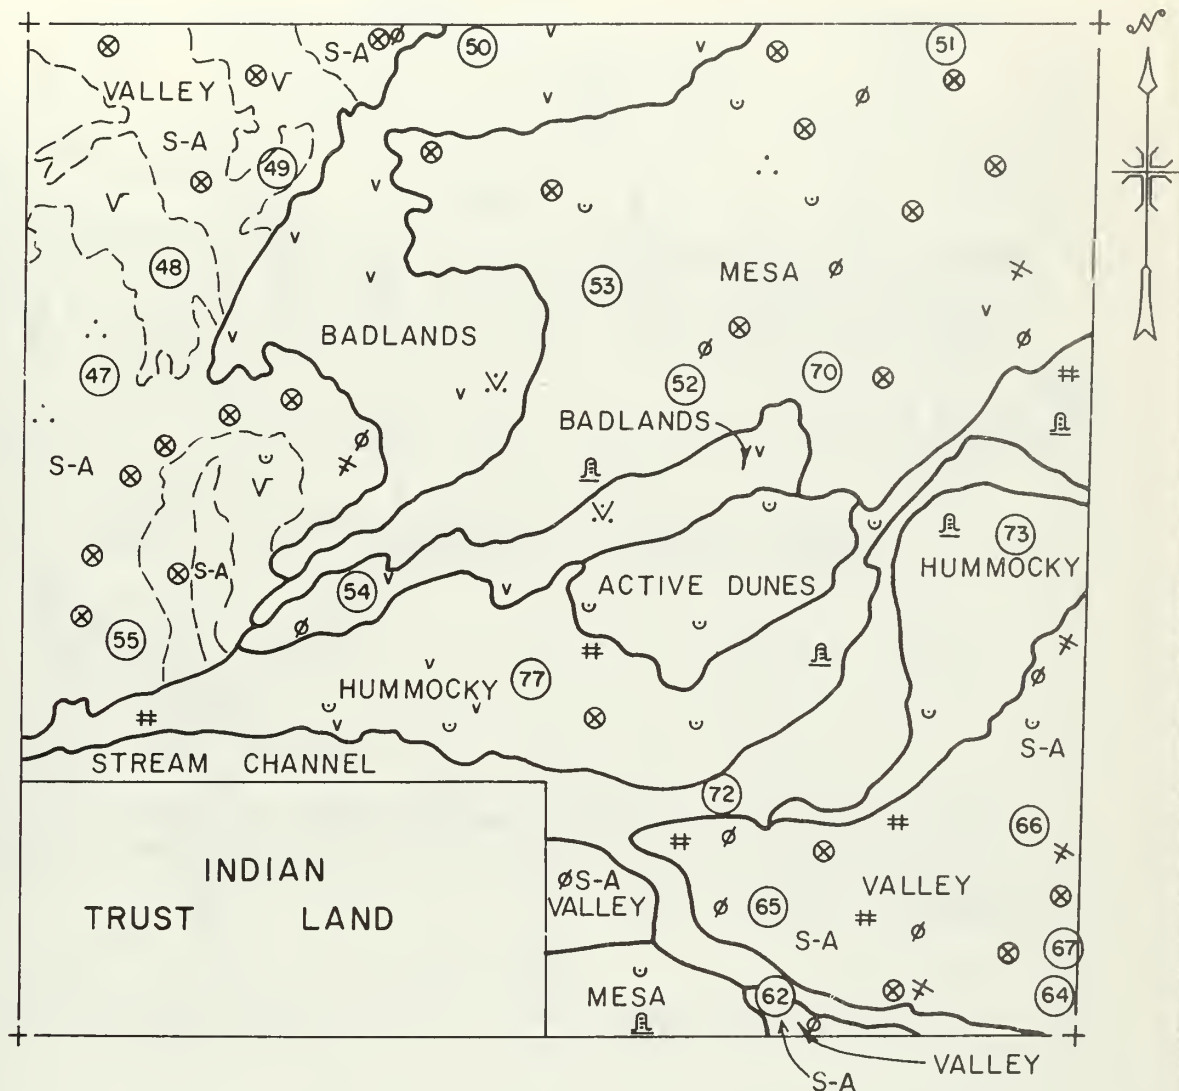 N
50
51
S-A
VALLEY
V
S-A
49
V
48
53
MESA
BADLANDS
47
52
70
BADLANDS
S-A
V
73
HUMMOCKY
S-A
54
ACTIVE DUNES
55
HUMMOCKY
77
S-A
STREAM CHANNEL
72
66
INDIAN
TRUST LAND
S-A
VALLEY
VALLEY
65
S-A
67
MESA
62
64
VALLEY
S-A